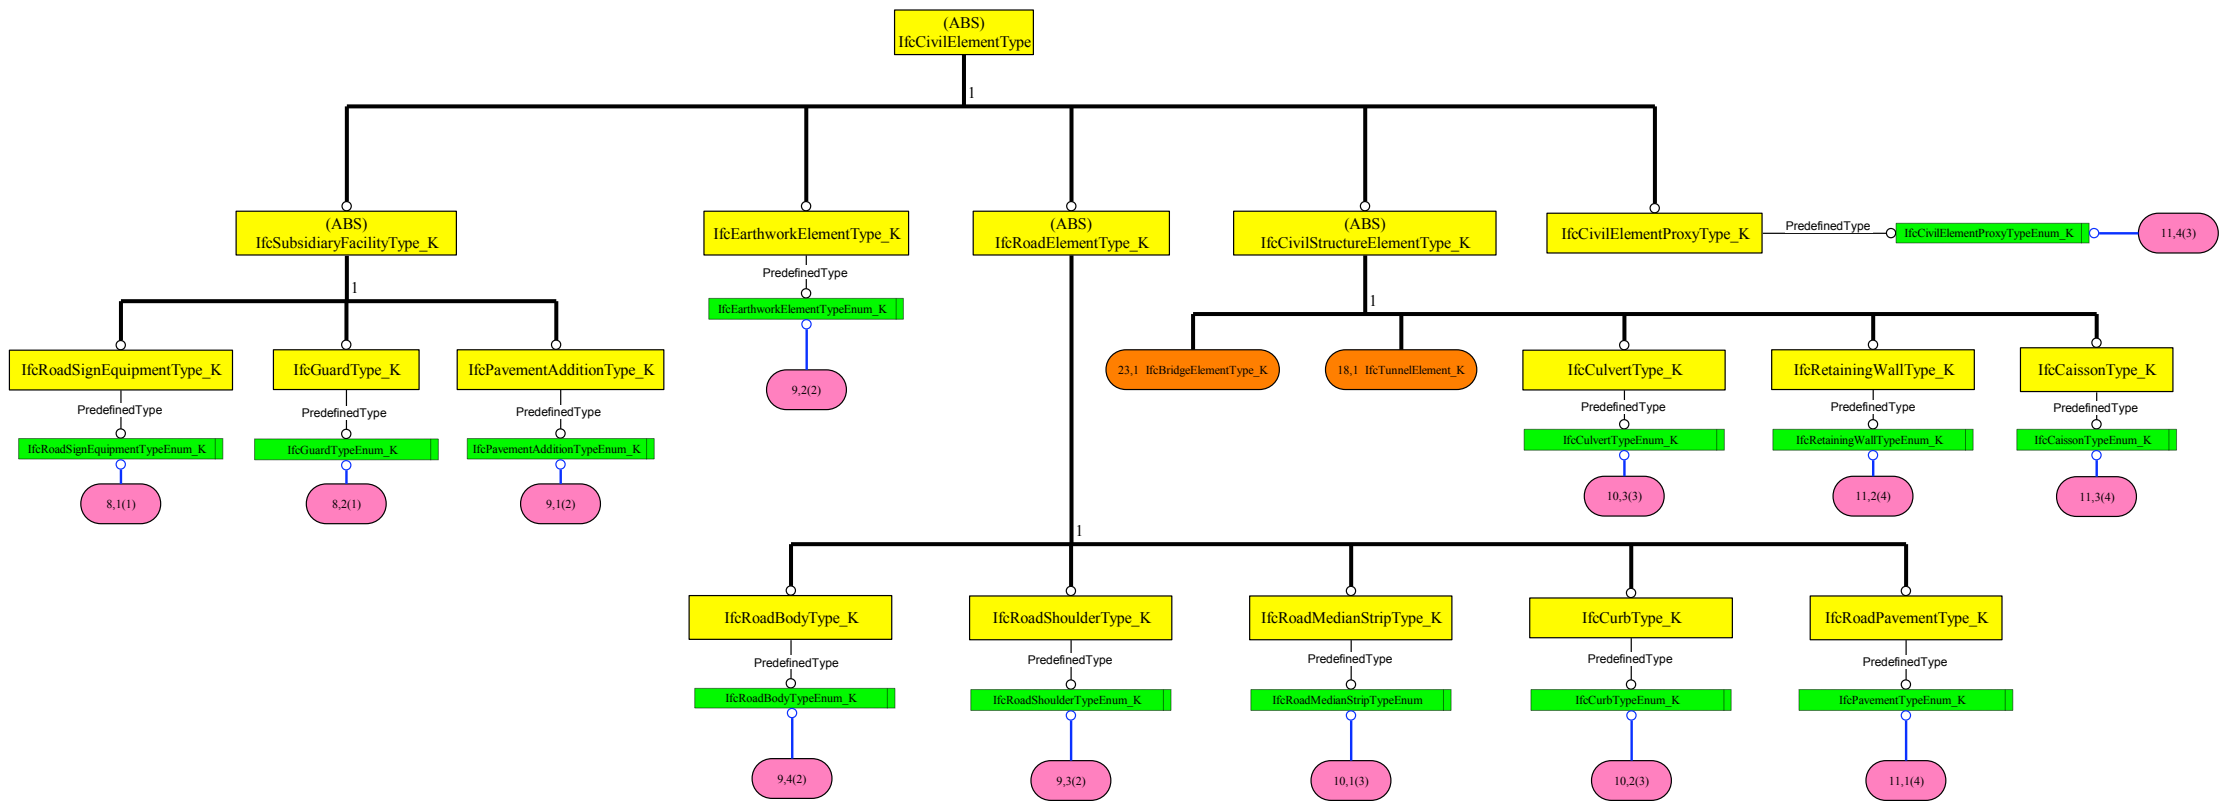 (ABS)
IfcCivilElementType
1
(ABS)
IfcSubsidiaryFacilityType_K
IfcEarthworkElementType_K
(ABS)
IfcRoadElementType_K
(ABS)
IfcCivilStructureElementType_K
IfcCivilElementProxyType_K
PredefinedType
IfcCivilElementProxyTypeEnum_K
11,4(3)
PredefinedType
IfcEarthworkElementTypeEnum_K
9,2(2)
1
1
IfcRoadSignEquipmentType_K
IfcGuardType_K
IfcPavementAdditionType_K
23,1 IfcBridgeElementType_K
18,1 IfcTunnelElement_K
IfcCulvertType_K
IfcRetainingWallType_K
IfcCaissonType_K
PredefinedType
PredefinedType
PredefinedType
PredefinedType
PredefinedType
PredefinedType
IfcRoadSignEquipmentTypeEnum_K
IfcGuardTypeEnum_K
IfcPavementAdditionTypeEnum_K
IfcCulvertTypeEnum_K
IfcRetainingWallTypeEnum_K
IfcCaissonTypeEnum_K
8,1(1)
8,2(1)
9,1(2)
10,3(3)
11,2(4)
11,3(4)
1
IfcRoadBodyType_K
IfcRoadShoulderType_K
IfcRoadMedianStripType_K
IfcCurbType_K
IfcRoadPavementType_K
PredefinedType
PredefinedType
PredefinedType
PredefinedType
PredefinedType
IfcRoadBodyTypeEnum_K
IfcRoadShoulderTypeEnum_K
IfcRoadMedianStripTypeEnum
IfcCurbTypeEnum_K
IfcPavementTypeEnum_K
9,4(2)
9,3(2)
10,1(3)
10,2(3)
11,1(4)